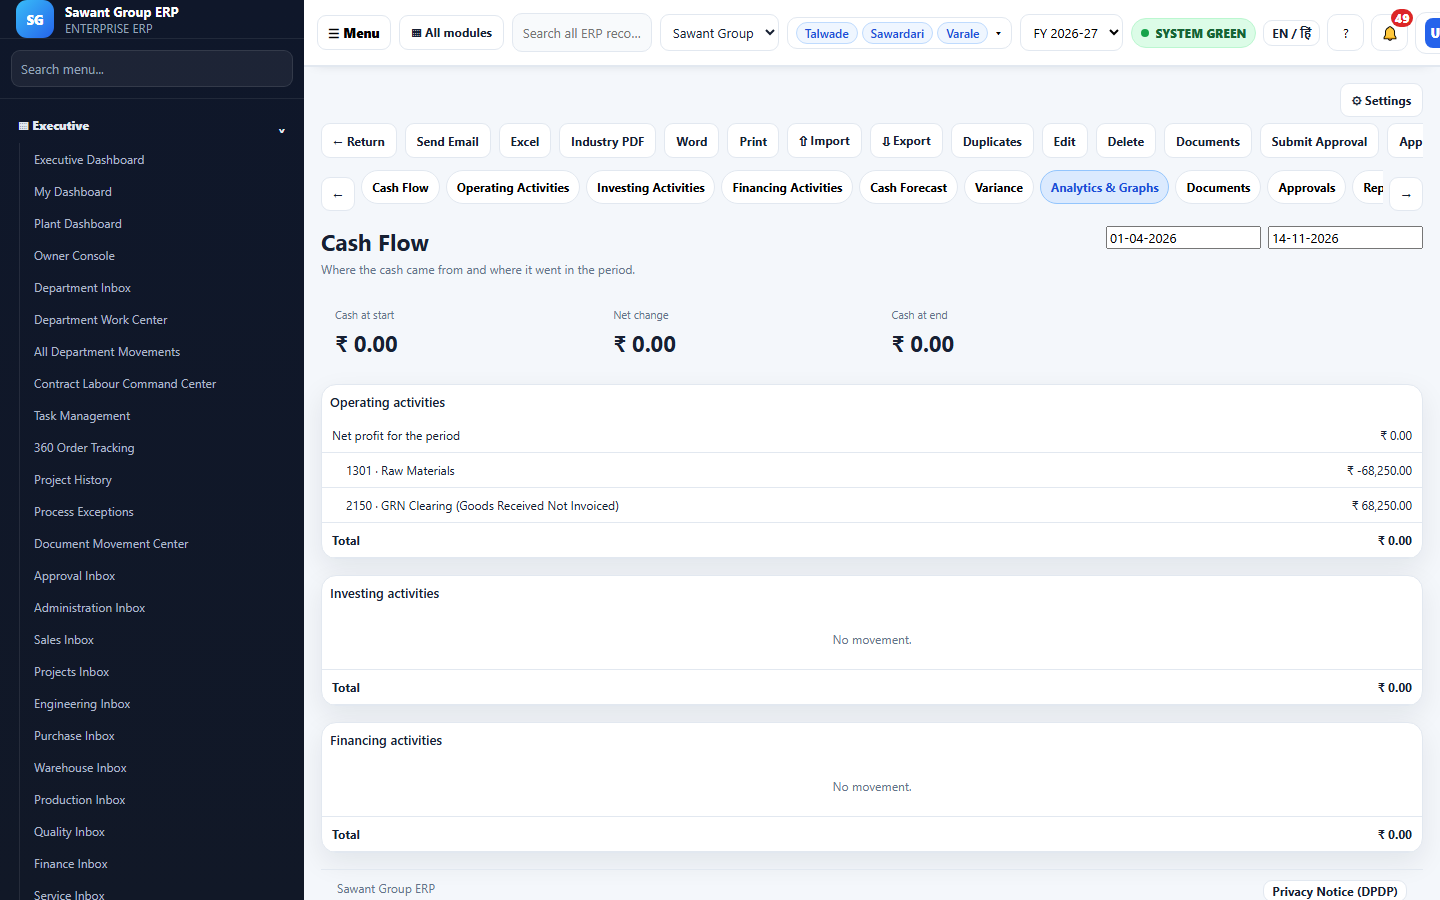 SG
Sawant Group ERP
ENTERPRISE ERP
Search menu...
Executive
Executive Dashboard
My Dashboard
Plant Dashboard
Owner Console
Department Inbox
Department Work Center
All Department Movements
Contract Labour Command Center
Task Management
360 Order Tracking
Project History
Process Exceptions
Document Movement Center
Approval Inbox
Administration Inbox
Sales Inbox
Projects Inbox
Engineering Inbox
Purchase Inbox
Warehouse Inbox
Production Inbox
Quality Inbox
Finance Inbox
Service Inbox
☰ Menu
All modules
Search all ERP reco...
Sawant Group
Talwade
Sawardari
Varale
FY 2026-27
SYSTEM GREEN
EN / हिं
?
49
U
⚙ Settings
← Return
Send Email
Excel
Industry PDF
Word
Print
⇧ Import
⇩ Export
Duplicates
Edit
Delete
Documents
Submit Approval
App
←
Cash Flow
Operating Activities
Investing Activities
Financing Activities
Cash Forecast
Variance
Analytics & Graphs
Documents
Approvals
Rep
→
Cash Flow
01-04-2026
14-11-2026
Where the cash came from and where it went in the period.
Cash at start
₹ 0.00
Net change
₹ 0.00
Cash at end
₹ 0.00
Operating activities
Net profit for the period ₹ 0.00
1301 · Raw Materials ₹ -68,250.00
2150 · GRN Clearing (Goods Received Not Invoiced) ₹ 68,250.00
Total ₹ 0.00
Investing activities
No movement.
Total ₹ 0.00
Financing activities
No movement.
Total ₹ 0.00
Sawant Group ERP
Privacy Notice (DPDP)